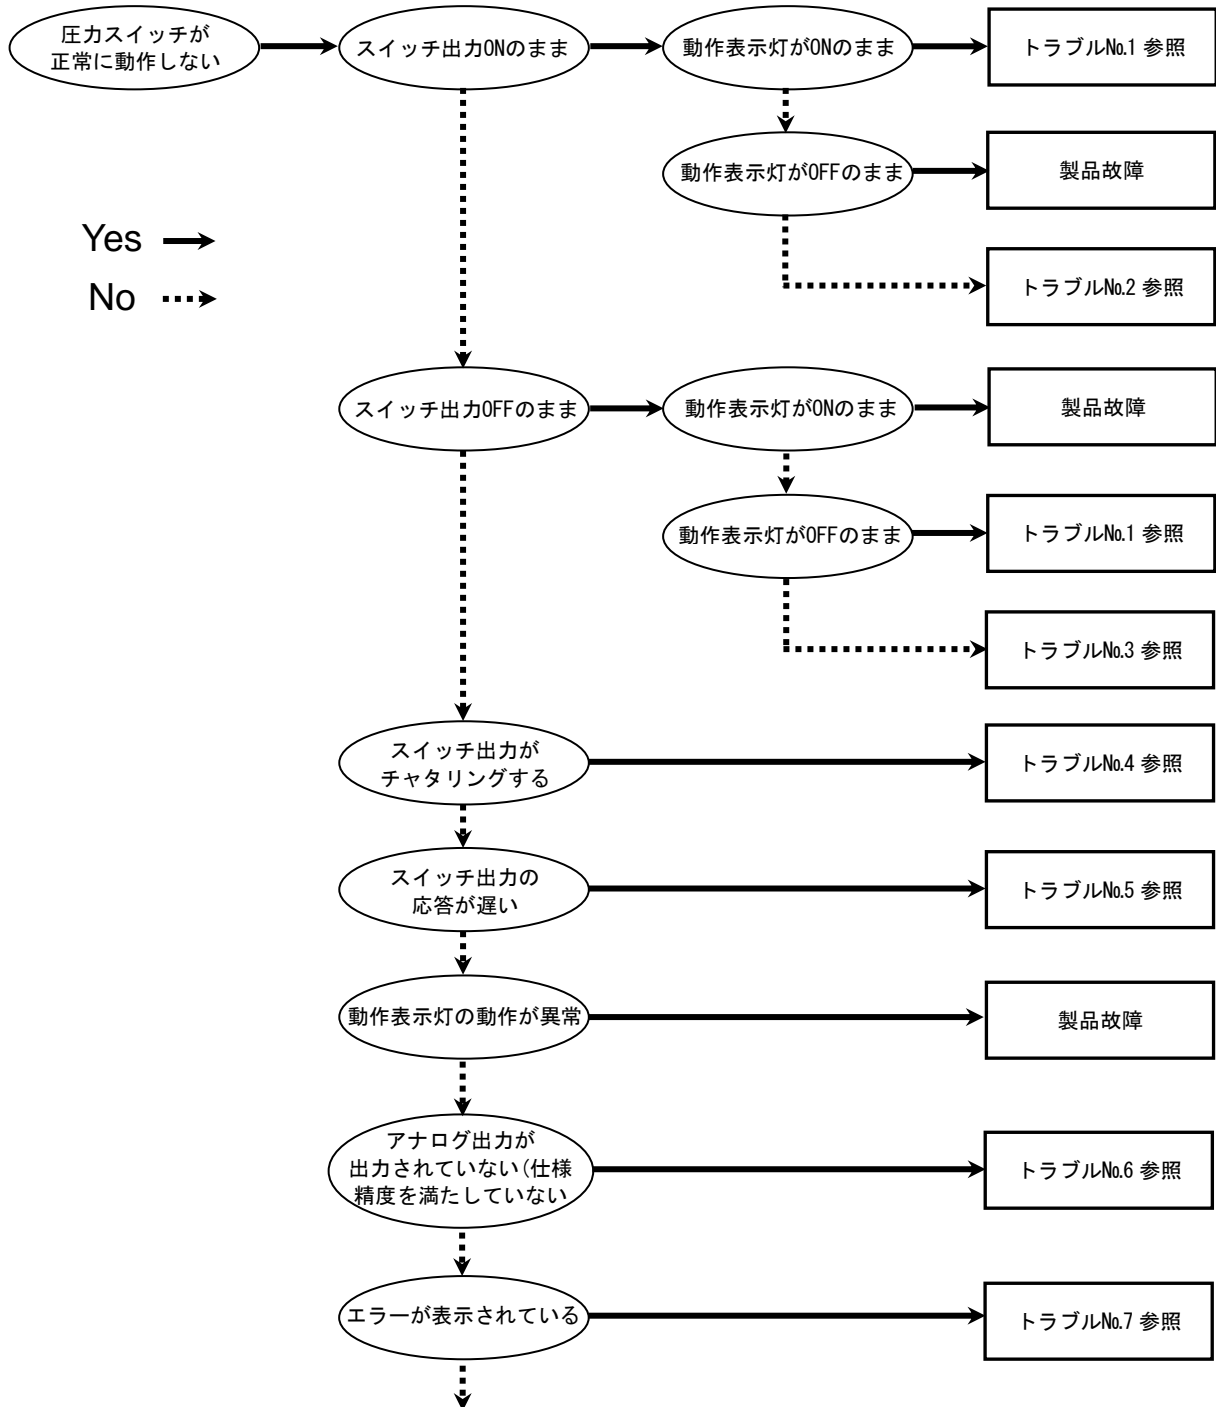 圧力スイッチが
正常に動作しない
スイッチ出力ONのまま
動作表示灯がONのまま
トラブル№1 参照
動作表示灯がOFFのまま
製品故障
Yes
No
トラブル№2 参照
スイッチ出力OFFのまま
動作表示灯がONのまま
製品故障
動作表示灯がOFFのまま
トラブル№1 参照
トラブル№3 参照
スイッチ出力が
チャタリングする
トラブル№4 参照
スイッチ出力の
応答が遅い
トラブル№5 参照
動作表示灯の動作が異常
製品故障
アナログ出力が
出力されていない(仕様
精度を満たしていない
トラブル№6 参照
エラーが表示されている
トラブル№7 参照